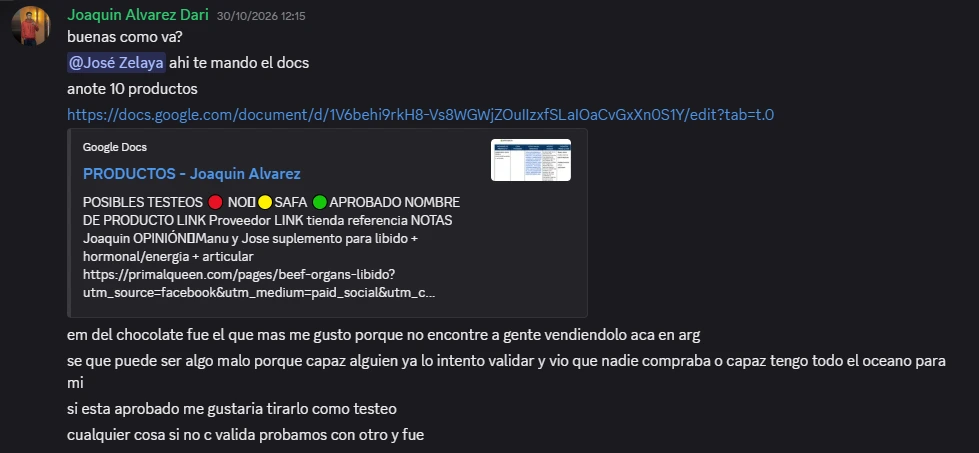 Joaquin Alvarez Dari 30/10/2026 12:15
buenas como va?
@José Zelaya ahi te mando el docs
anote 10 productos
https://docs.google.com/document/d/1V6behi9rkH8-Vs8WGWjZOuIIzxfSLaIOaCvGxXn0S1Y/edit?tab=t.0
Google Docs
PRODUCTOS - Joaquin Alvarez
POSIBLES TESTEOS 🔴 NO▯🟡SAFA 🟢APROBADO NOMBRE
DE PRODUCTO LINK Proveedor LINK tienda referencia NOTAS
Joaquin OPINIÓN▯Manu y Jose suplemento para libido +
hormonal/energia + articular
https://primalqueen.com/pages/beef-organs-libido?
utm_source=facebook&utm_medium=paid_social&utm_c...
em del chocolate fue el que mas me gusto porque no encontre a gente vendiendolo aca en arg
se que puede ser algo malo porque capaz alguien ya lo intento validar y vio que nadie compraba o capaz tengo todo el oceano para
mi
si esta aprobado me gustaria tirarlo como testeo
cualquier cosa si no c valida probamos con otro y fue